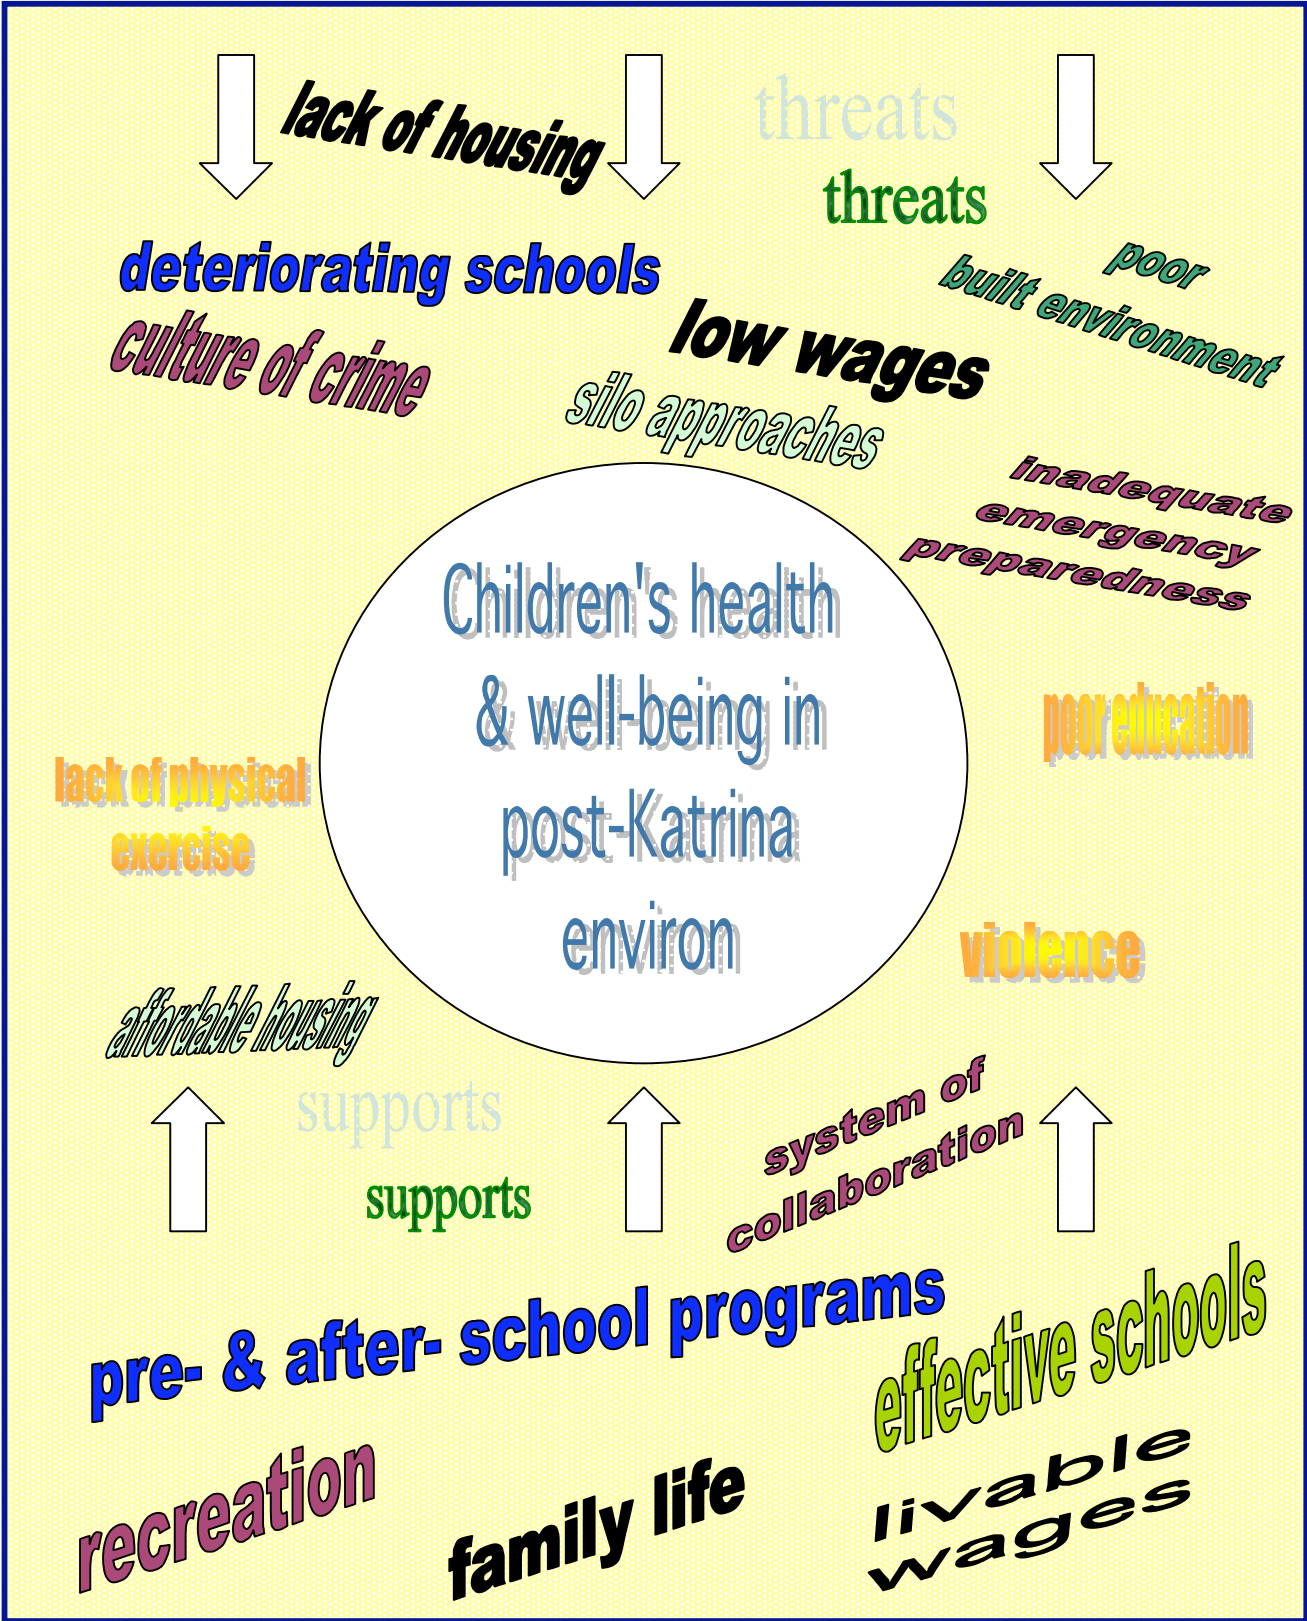 lack of housing
threats
threats
deteriorating schools
poor
built environment
culture of crime
low wages
silo approaches
inadequate
emergency
preparedness
Children's health
& well-being in
post-Katrina
environ
poor education
lack of physical
exercise
violence
affordable housing
supports
supports
system of
collaboration
pre- & after- school programs
effective schools
recreation
family life
livable
wages